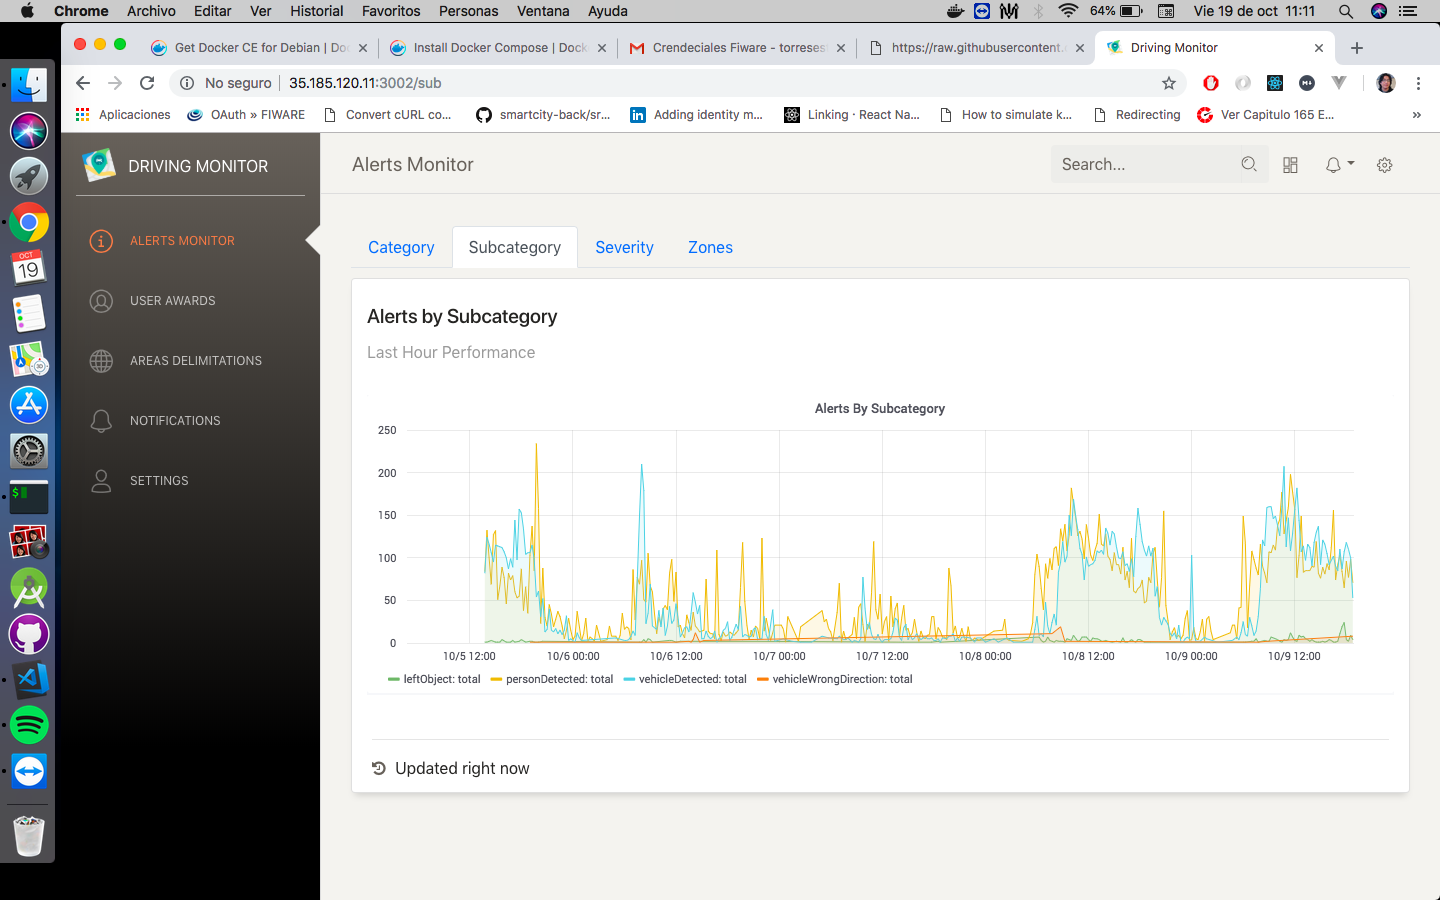 Chrome Archivo Editar Ver Historial Favoritos Personas Ventana Ayuda 64% Vie 19 de oct 11:11
Get Docker CE for Debian | Do
Install Docker Compose | Dock
Crendeciales Fiware - torreses
https://raw.githubusercontent.
Driving Monitor
No seguro 35.185.120.11:3002/sub
Aplicaciones OAuth » FIWARE Convert cURL co... smartcity-back/sr... Adding identity m... Linking · React Na... How to simulate k... Redirecting Ver Capitulo 165 E... »
OCT
19
DRIVING MONITOR
ALERTS MONITOR
USER AWARDS
AREAS DELIMITATIONS
NOTIFICATIONS
SETTINGS
Alerts Monitor
Search...
Category Subcategory Severity Zones
Alerts by Subcategory
Last Hour Performance
Alerts By Subcategory
250
200
150
100
50
0
10/5 12:00 10/6 00:00 10/6 12:00 10/7 00:00 10/7 12:00 10/8 00:00 10/8 12:00 10/9 00:00 10/9 12:00
leftObject: total personDetected: total vehicleDetected: total vehicleWrongDirection: total
Updated right now